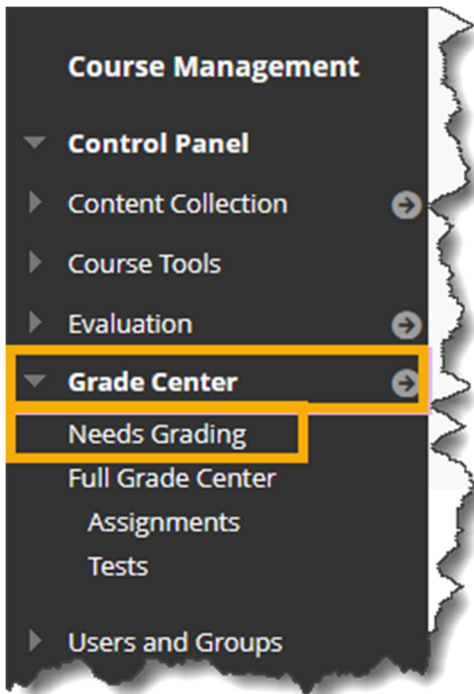 Course Management
Control Panel
Content Collection
Course Tools
Evaluation
Grade Center
Needs Grading
Full Grade Center
Assignments
Tests
Users and Groups